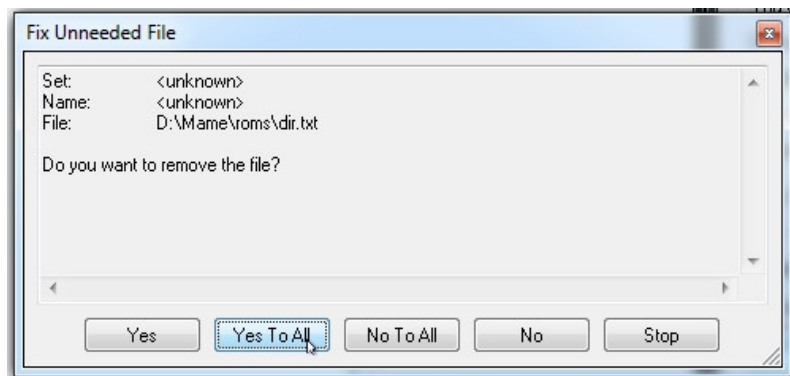 Fix Unneeded File
Set: <unknown>
Name: <unknown>
File: D:\Mame\roms\dir.txt
Do you want to remove the file?
Yes Yes To All No To All No Stop